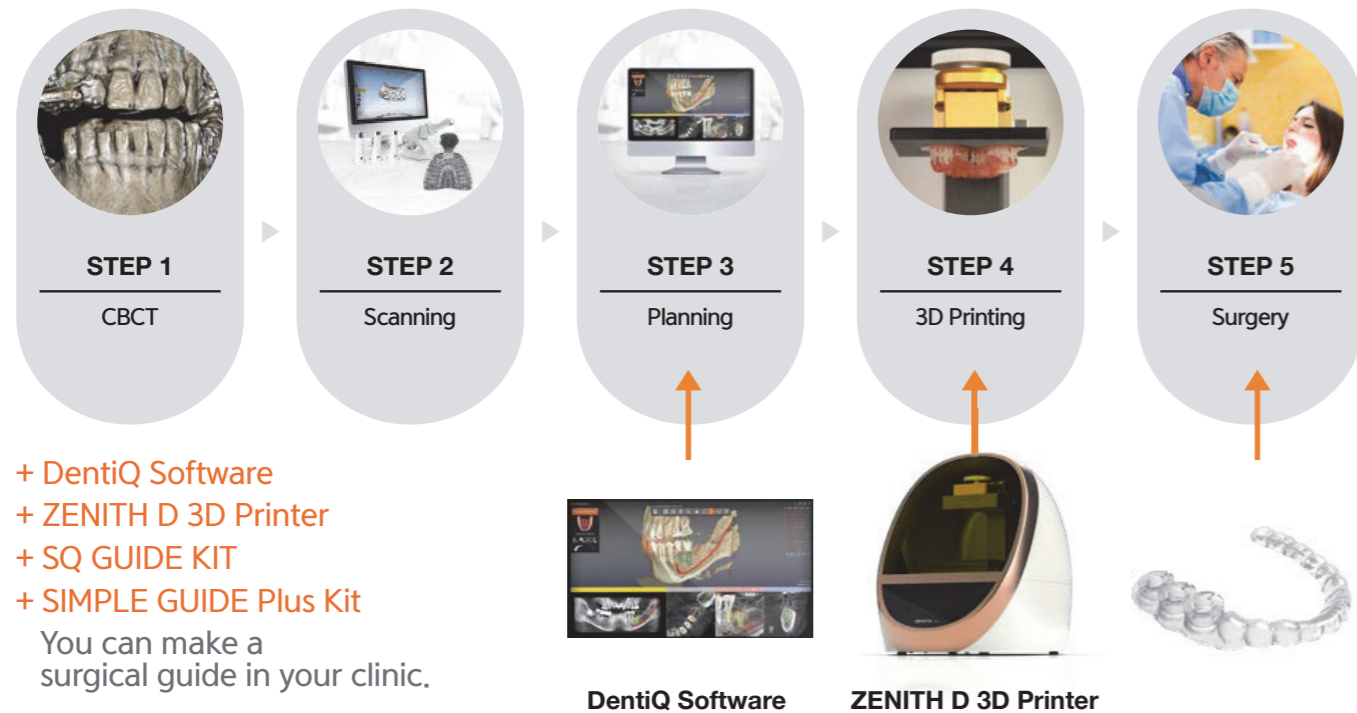 STEP 1
CBCT
STEP 2
Scanning
STEP 3
Planning
STEP 4
3D Printing
STEP 5
Surgery
+ DentiQ Software
+ ZENITH D 3D Printer
+ SQ GUIDE KIT
+ SIMPLE GUIDE Plus Kit
You can make a
surgical guide in your clinic.
DentiQ Software
ZENITH D 3D Printer